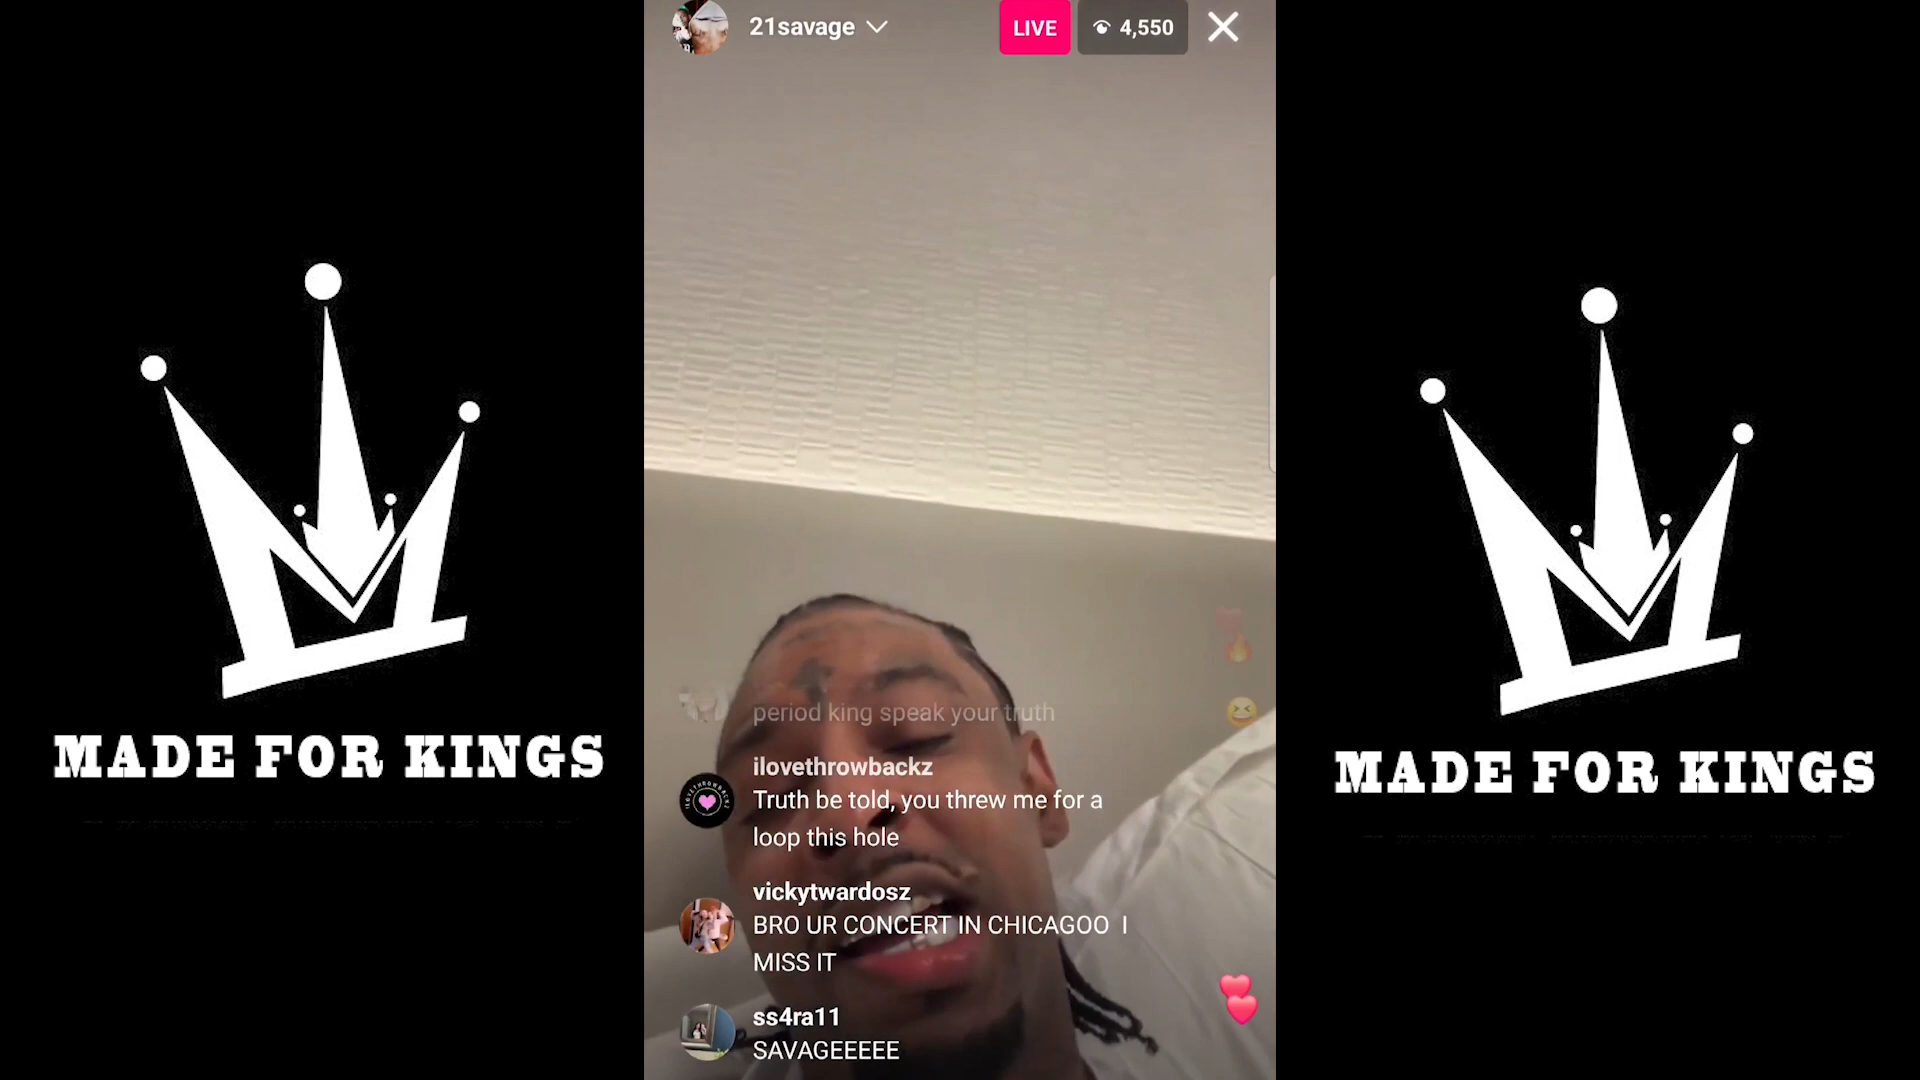 21savage
LIVE
4,550
period king speak your truth
ilovethrowbackz
Truth be told, you threw me for a
loop this hole
vickytwardosz
BRO UR CONCERT IN CHICAGOO I
MISS IT
ss4ra11
SAVAGEEEEE
MADE FOR KINGS
MADE FOR KINGS